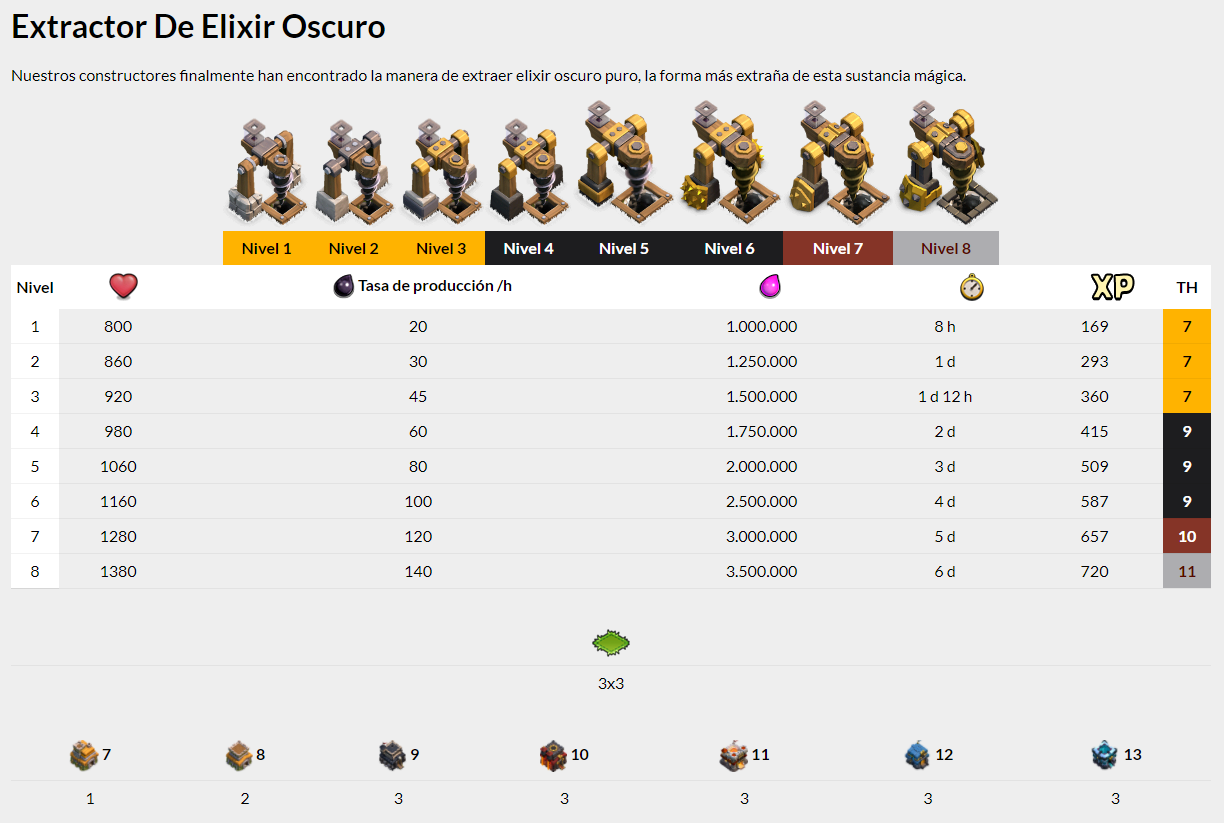 Extractor De Elixir Oscuro
Nuestros constructores finalmente han encontrado la manera de extraer elixir oscuro puro, la forma más extraña de esta sustancia mágica.
Nivel 1 Nivel 2 Nivel 3 Nivel 4 Nivel 5 Nivel 6 Nivel 7 Nivel 8
Nivel Tasa de producción /h XP TH
1 800 20 1.000.000 8 h 169 7
2 860 30 1.250.000 1 d 293 7
3 920 45 1.500.000 1 d 12 h 360 7
4 980 60 1.750.000 2 d 415 9
5 1060 80 2.000.000 3 d 509 9
6 1160 100 2.500.000 4 d 587 9
7 1280 120 3.000.000 5 d 657 10
8 1380 140 3.500.000 6 d 720 11
3x3
7 8 9 10 11 12 13
1 2 3 3 3 3 3